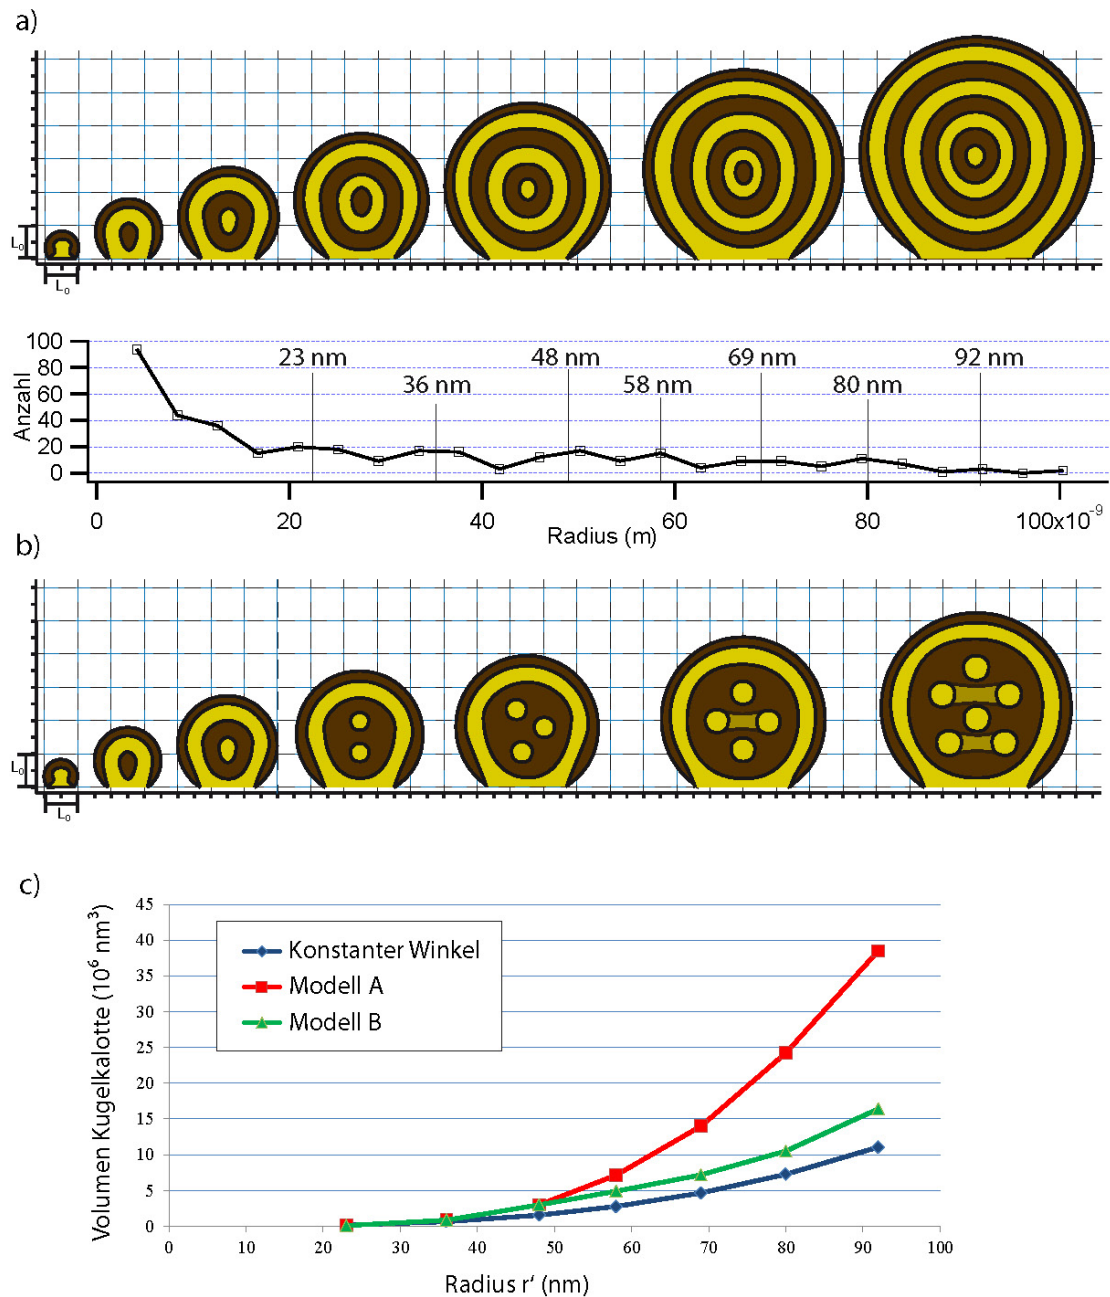 a)
L₀
L₀
100
80
60
40
20
0
Anzahl
23 nm
36 nm
48 nm
58 nm
69 nm
80 nm
92 nm
0
20
40
60
80
100x10⁻⁹
Radius (m)
b)
L₀
L₀
c)
45
40
35
30
25
20
15
10
5
0
Volumen Kugelkalotte (10⁶ nm³)
Konstanter Winkel
Modell A
Modell B
0
10
20
30
40
50
60
70
80
90
100
Radius r‘ (nm)